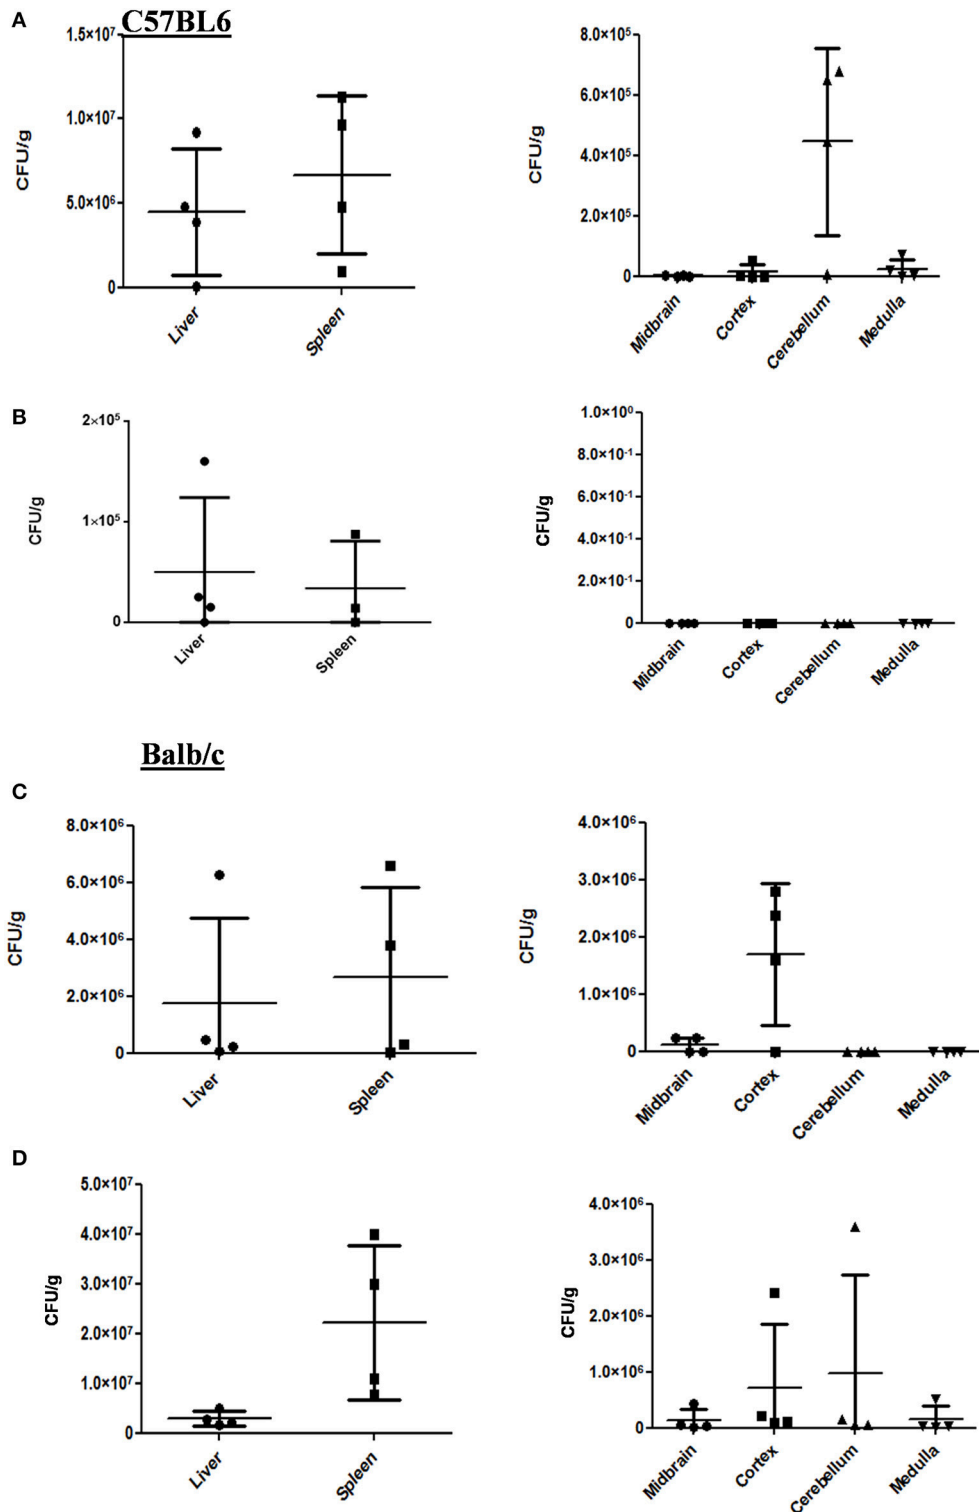 A
C57BL6
1.5×10⁷
1.0×10⁷
5.0×10⁶
0
CFU/g
Liver
Spleen
8.0×10⁵
6.0×10⁵
4.0×10⁵
2.0×10⁵
0
CFU/g
Midbrain
Cortex
Cerebellum
Medulla
B
2×10⁵
1×10⁵
0
CFU/g
Liver
Spleen
1.0×10⁰
8.0×10⁻¹
6.0×10⁻¹
4.0×10⁻¹
2.0×10⁻¹
0
CFU/g
Midbrain
Cortex
Cerebellum
Medulla
Balb/c
C
8.0×10⁶
6.0×10⁶
4.0×10⁶
2.0×10⁶
0
CFU/g
Liver
Spleen
4.0×10⁶
3.0×10⁶
2.0×10⁶
1.0×10⁶
0
CFU/g
Midbrain
Cortex
Cerebellum
Medulla
D
5.0×10⁷
4.0×10⁷
3.0×10⁷
2.0×10⁷
1.0×10⁷
0
CFU/g
Liver
Spleen
4.0×10⁶
3.0×10⁶
2.0×10⁶
1.0×10⁶
0
CFU/g
Midbrain
Cortex
Cerebellum
Medulla